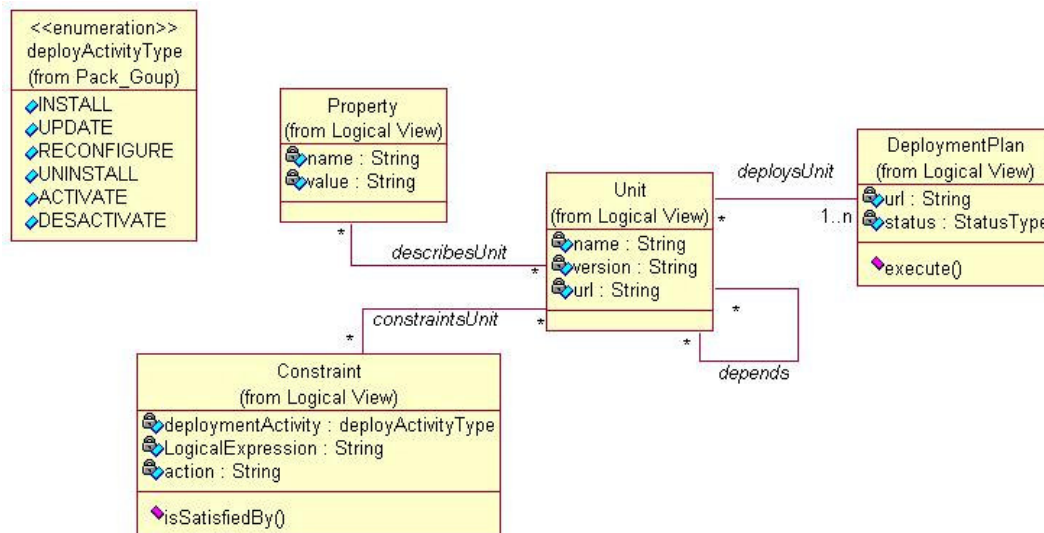 <<enumeration>>
deployActivityType
(from Pack_Goup)
INSTALL
UPDATE
RECONFIGURE
UNINSTALL
ACTIVATE
DESACTIVATE
Property
(from Logical View)
name : String
value : String
*
describesUnit
*
Unit
(from Logical View)
name : String
version : String
url : String
deploysUnit
*
1..n
DeploymentPlan
(from Logical View)
url : String
status : StatusType
execute()
constraintsUnit
*
*
*
*
depends
Constraint
(from Logical View)
deploymentActivity : deployActivityType
LogicalExpression : String
action : String
isSatisfiedBy()